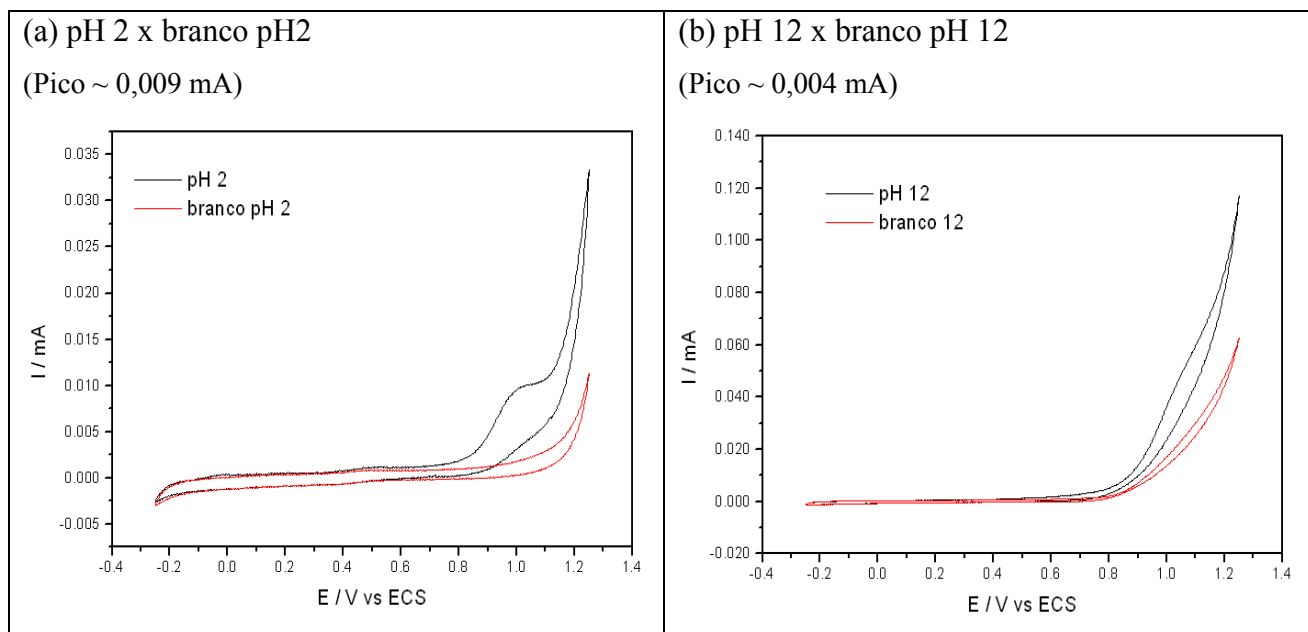 (a) pH 2 x branco pH2
(Pico ~ 0,009 mA)
0.035
0.030
0.025
0.020
0.015
0.010
0.005
0.000
-0.005
I / mA
pH 2
branco pH 2
-0.4 -0.2 0.0 0.2 0.4 0.6 0.8 1.0 1.2 1.4
E / V vs ECS
(b) pH 12 x branco pH 12
(Pico ~ 0,004 mA)
0.140
0.120
0.100
0.080
0.060
0.040
0.020
0.000
-0.020
I / mA
pH 12
branco 12
-0.4 -0.2 0.0 0.2 0.4 0.6 0.8 1.0 1.2 1.4
E / V vs ECS